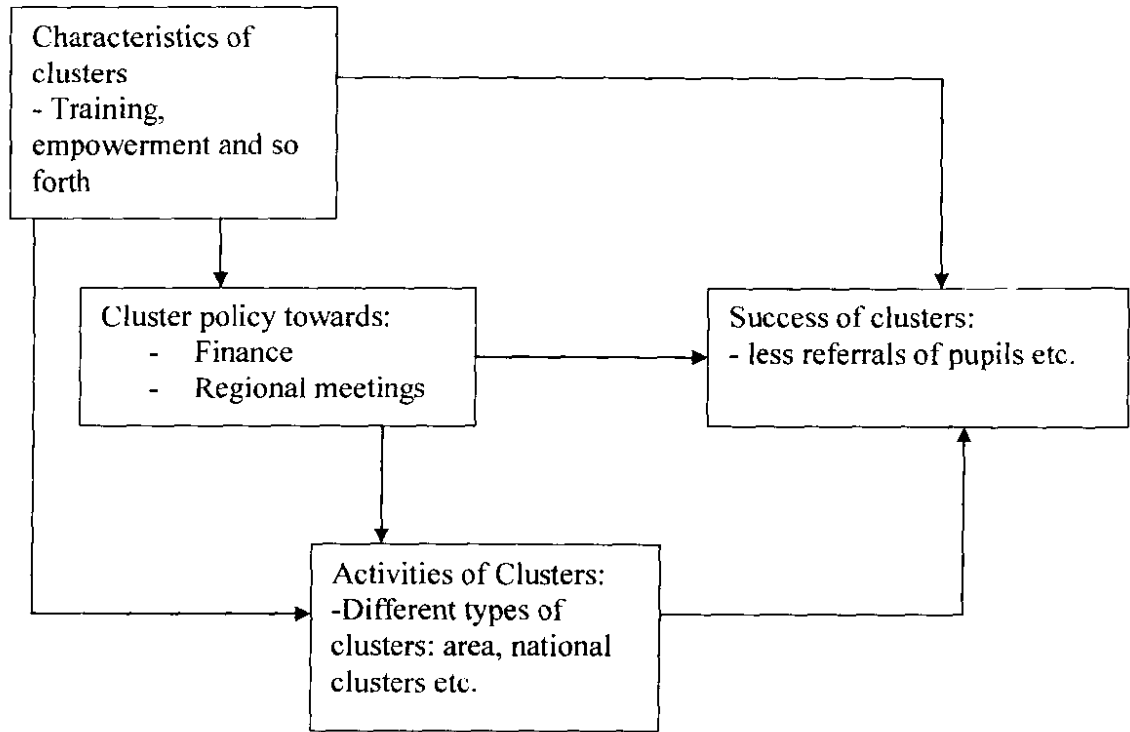 Characteristics of
clusters
- Training,
empowerment and so
forth
Cluster policy towards:
- Finance
- Regional meetings
Success of clusters:
- less referrals of pupils etc.
Activities of Clusters:
-Different types of
clusters: area, national
clusters etc.